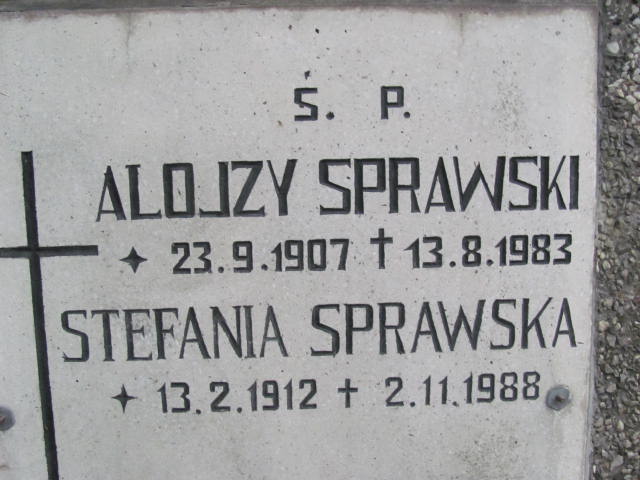 Ś. P.
ALOJZY SPRAWSKI
✦ 23.9.1907 † 13.8.1983
STEFANIA SPRAWSKA
✦ 13.2.1912 † 2.11.1988